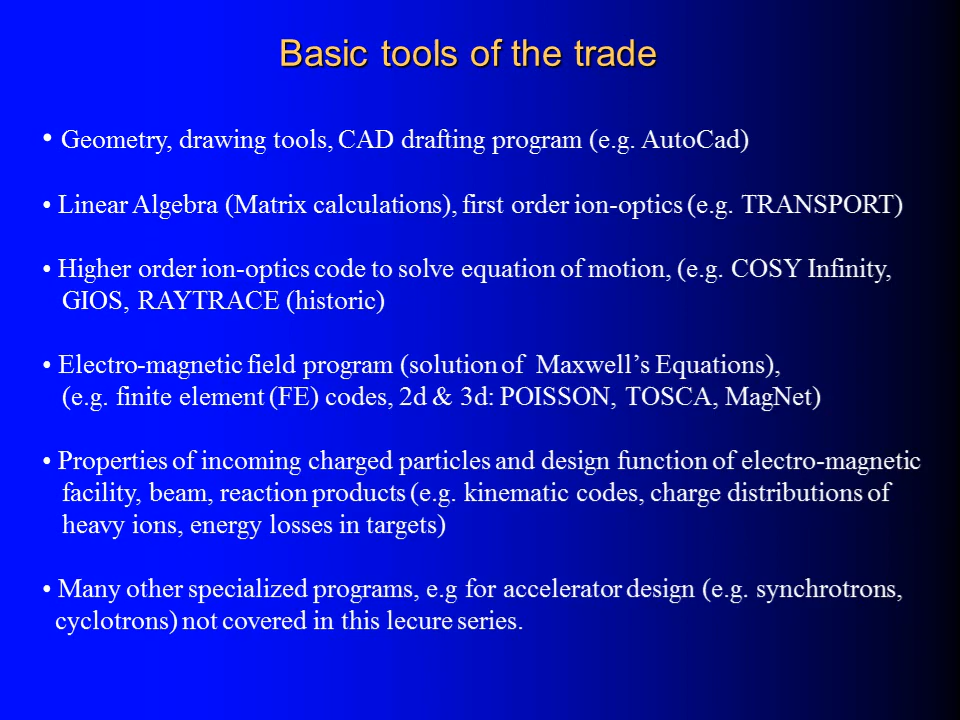 Basic tools of the trade
• Geometry, drawing tools, CAD drafting program (e.g. AutoCad)
• Linear Algebra (Matrix calculations), first order ion-optics (e.g. TRANSPORT)
• Higher order ion-optics code to solve equation of motion, (e.g. COSY Infinity,
GIOS, RAYTRACE (historic)
• Electro-magnetic field program (solution of  Maxwell’s Equations),
(e.g. finite element (FE) codes, 2d & 3d: POISSON, TOSCA, MagNet)
• Properties of incoming charged particles and design function of electro-magnetic
facility, beam, reaction products (e.g. kinematic codes, charge distributions of
heavy ions, energy losses in targets)
• Many other specialized programs, e.g for accelerator design (e.g. synchrotrons,
cyclotrons) not covered in this lecure series.